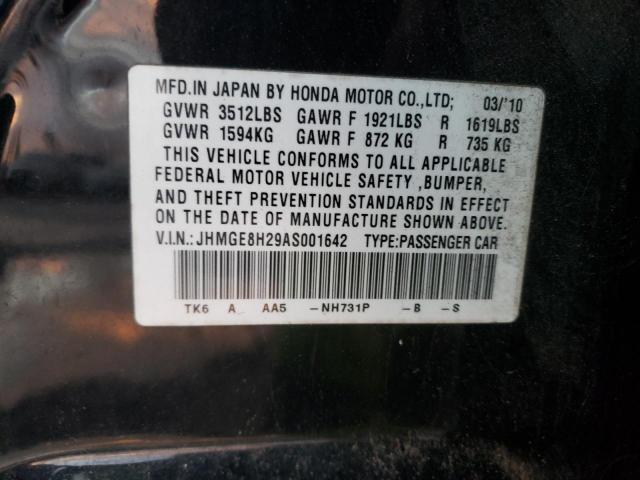 MFD.IN JAPAN BY HONDA MOTOR CO.,LTD; 03/'10
GVWR 3512LBS GAWR F 1921LBS R 1619LBS
GVWR 1594KG GAWR F 872 KG R 735 KG
THIS VEHICLE CONFORMS TO ALL APPLICABLE
FEDERAL MOTOR VEHICLE SAFETY ,BUMPER,
AND THEFT PREVENTION STANDARDS IN EFFECT
ON THE DATE OF MANUFACTURE SHOWN ABOVE.
V.I.N.: JHMGE8H29AS001642 TYPE:PASSENGER CAR
TK6 A AA5 -NH731P -B -S